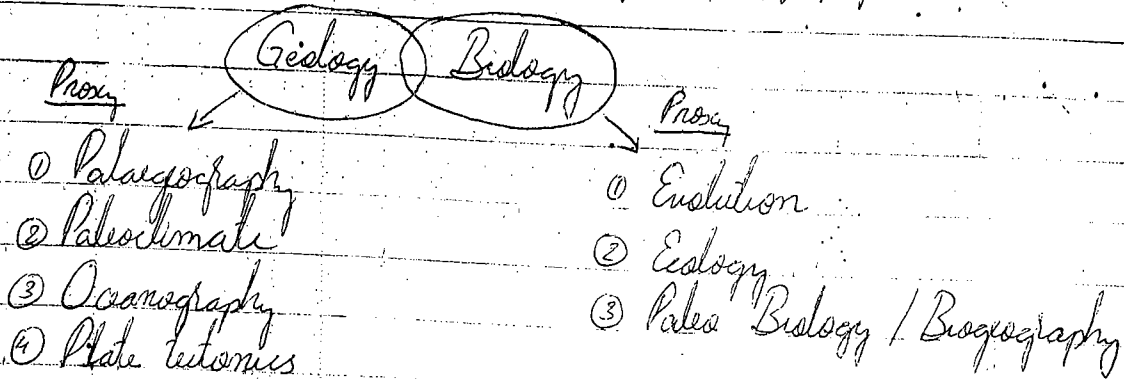 Geology Biology
Proxy
① Palaegography
② Paleoclimate
③ Oceanography
④ Plate tectonics
Proxy
① Evolution
② Ecology
③ Paleo Biology / Biogeography